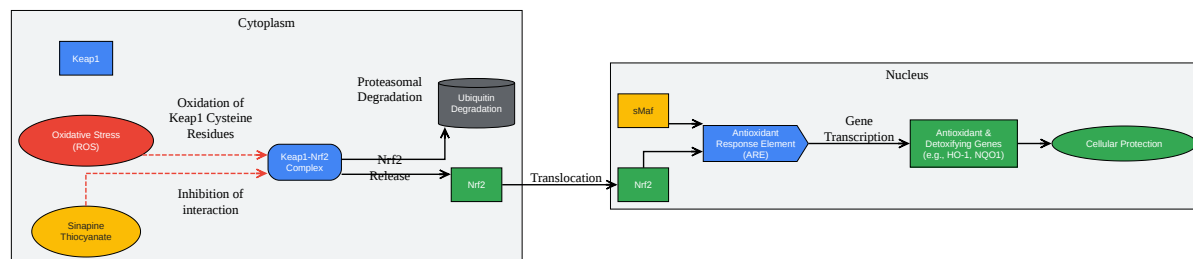 Cytoplasm
Keap1
Oxidative Stress
(ROS)
Sinapine
Thiocyanate
Oxidation of
Keap1 Cysteine
Residues
Inhibition of
interaction
Keap1-Nrf2
Complex
Proteasomal
Degradation
Ubiquitin
Degradation
Nrf2
Release
Nrf2
Translocation
Nucleus
sMaf
Nrf2
Antioxidant
Response Element
(ARE)
Gene
Transcription
Antioxidant &
Detoxifying Genes
(e.g., HO-1, NQO1)
Cellular Protection